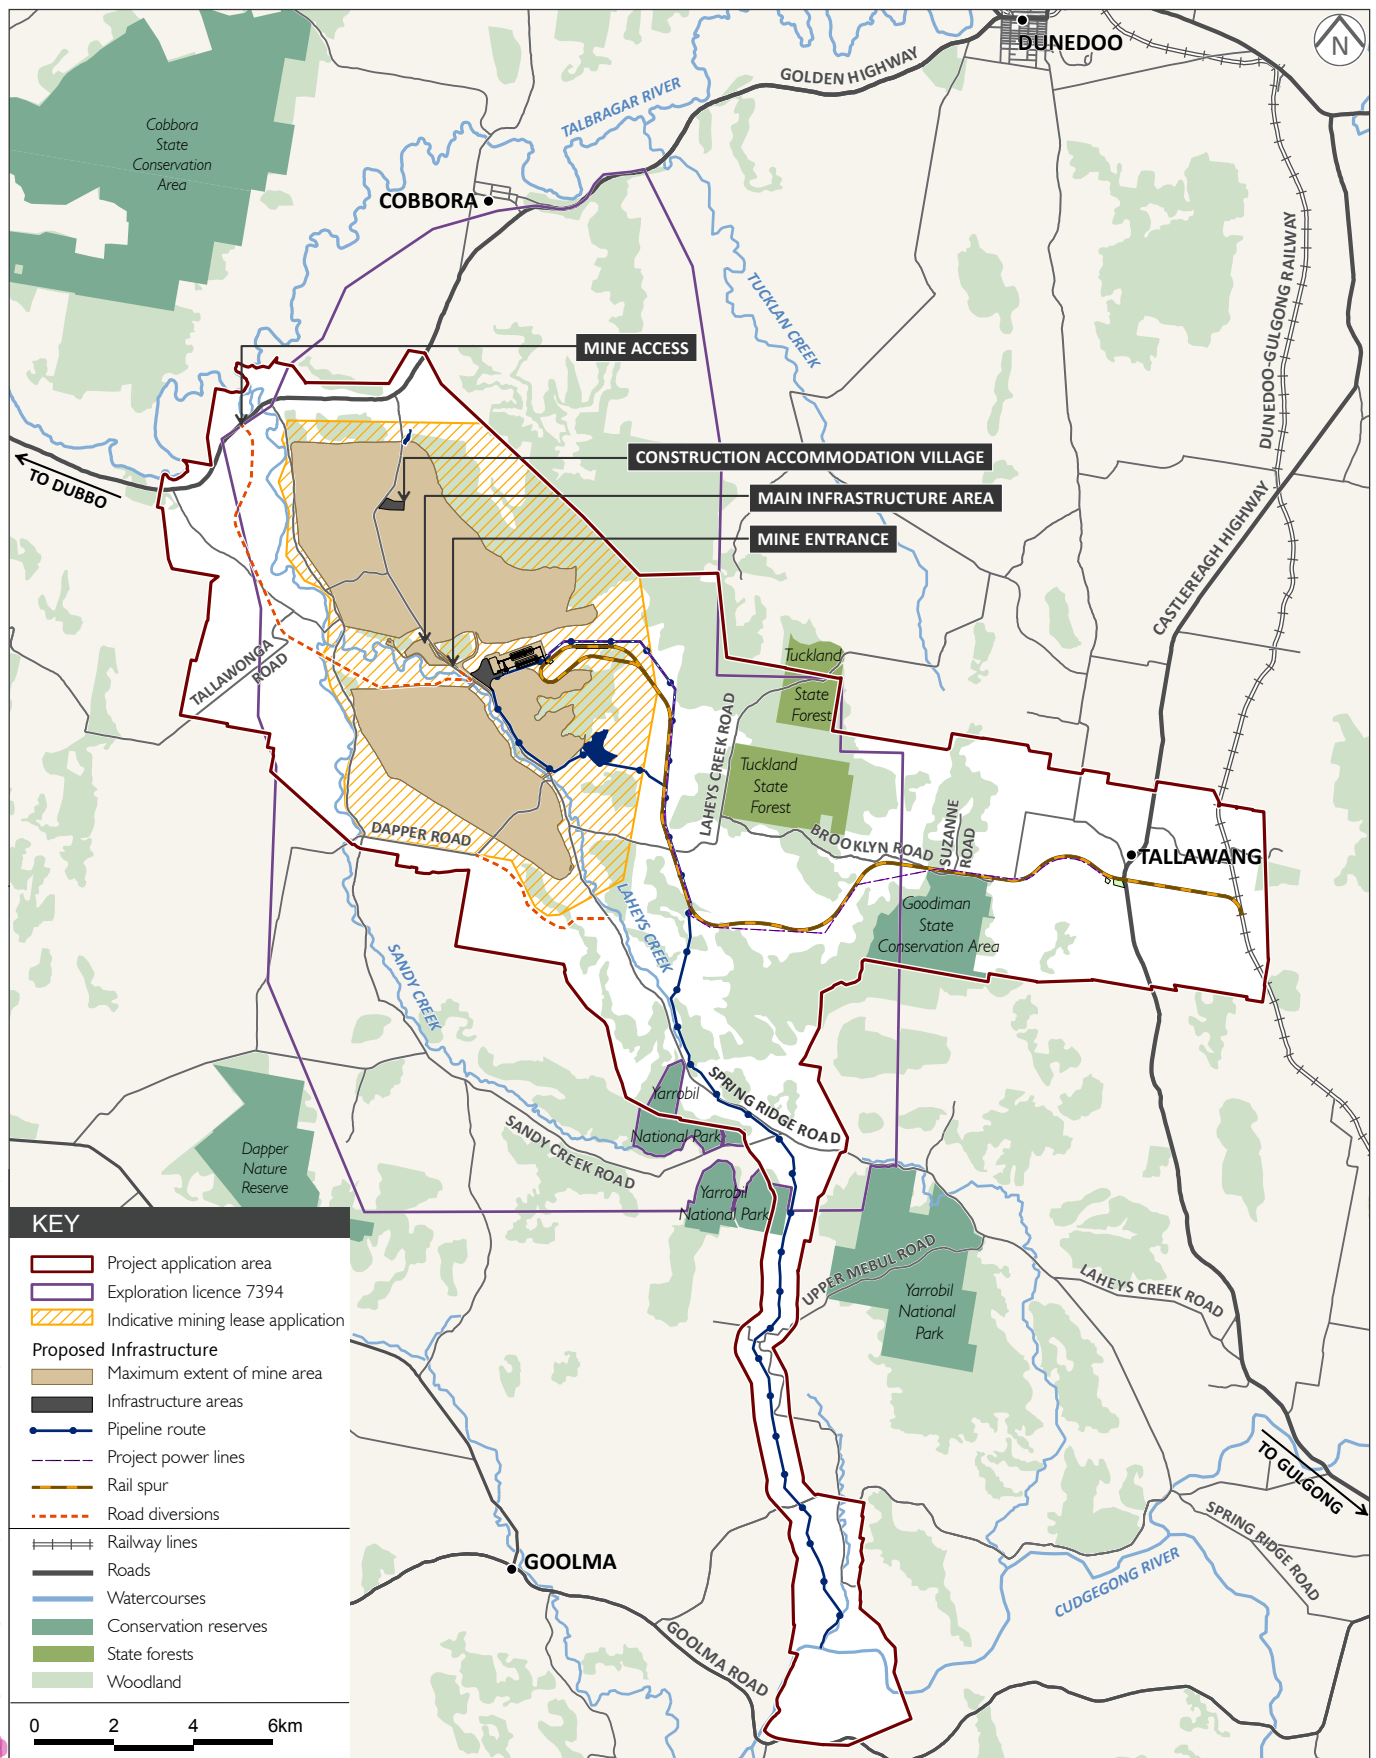 DUNEDOO
N
GOLDEN HIGHWAY
TALBRAGAR RIVER
Cobbora
State
Conservation
Area
COBBORA
TUCKLAN CREEK
DUNEDOO-GULGONG RAILWAY
MINE ACCESS
CONSTRUCTION ACCOMMODATION VILLAGE
TO DUBBO
MAIN INFRASTRUCTURE AREA
MINE ENTRANCE
CASTLEREAGH HIGHWAY
TALLAWONGA
ROAD
Tuckland
State
Forest
LAHEYS CREEK ROAD
Tuckland
State
Forest
DAPPER ROAD
BROOKLYN ROAD
SUZANNE
ROAD
TALLAWANG
LAHEYS CREEK
Goodiman
State
Conservation Area
SANDY CREEK
SPRING RIDGE ROAD
Yarrobil
National Park
SANDY CREEK ROAD
Dapper
Nature
Reserve
Yarrobil
National Park
UPPER MEBUL ROAD
LAHEYS CREEK ROAD
Yarrobil
National
Park
KEY
Project application area
Exploration licence 7394
Indicative mining lease application
Proposed Infrastructure
Maximum extent of mine area
Infrastructure areas
Pipeline route
Project power lines
Rail spur
Road diversions
Railway lines
Roads
Watercourses
Conservation reserves
State forests
Woodland
0 2 4 6km
TO GULGONG
SPRING RIDGE ROAD
GOOLMA
CUDGEGONG RIVER
GOOLMA ROAD